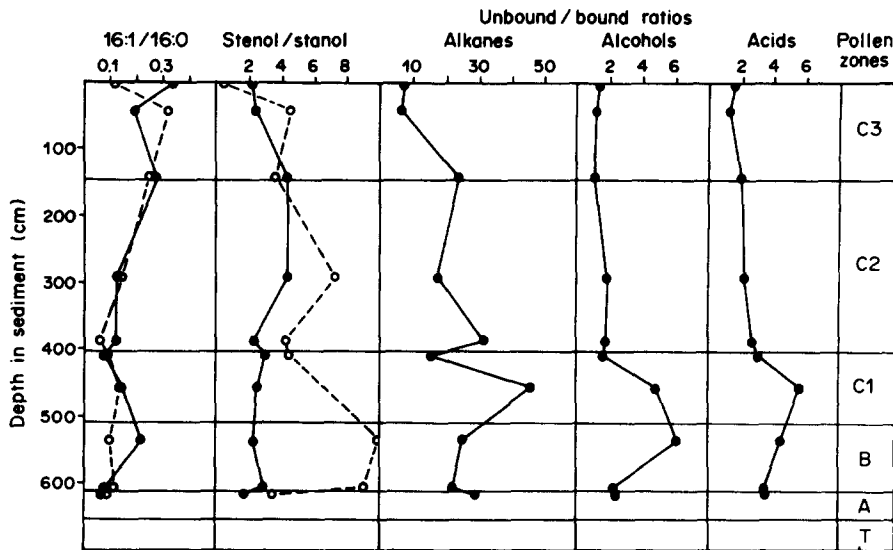 Unbound/bound ratios
16:1/16:0 Stenol/stanol Alkanes Alcohols Acids Pollen
zones
0.1 0.3 2 4 8 10 30 50 2 4 6 2 4 6
C3
100
200
C2
300
400
C1
500
B
600
A
T
Depth in sediment (cm)